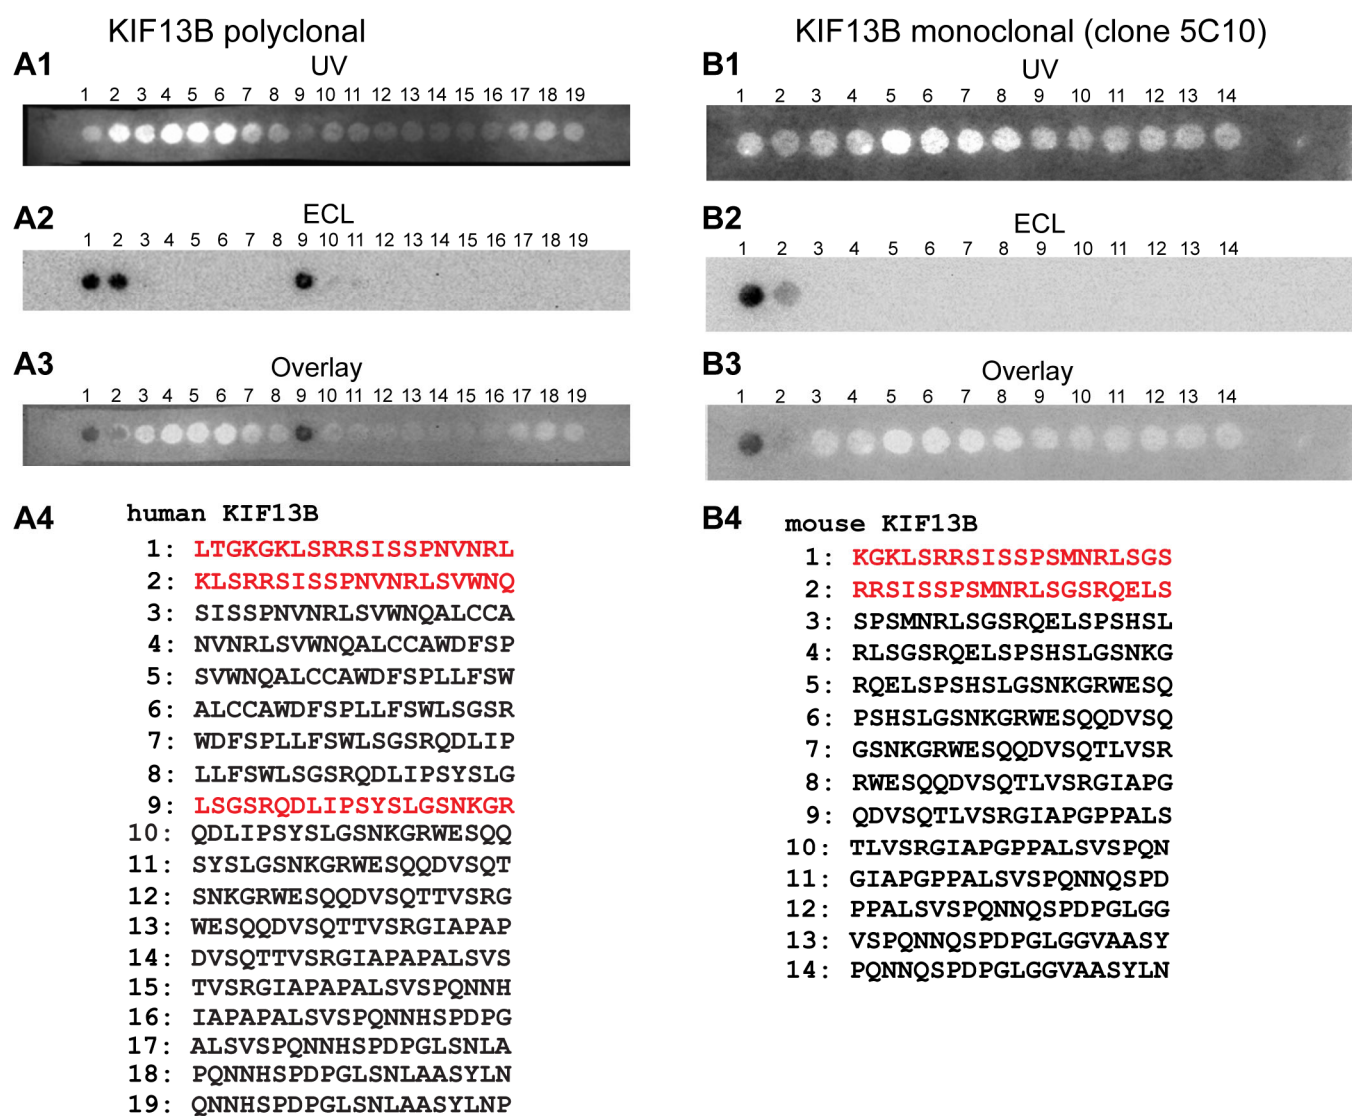 KIF13B polyclonal
A1
UV
1 2 3 4 5 6 7 8 9 10 11 12 13 14 15 16 17 18 19
A2
ECL
1 2 3 4 5 6 7 8 9 10 11 12 13 14 15 16 17 18 19
A3
Overlay
1 2 3 4 5 6 7 8 9 10 11 12 13 14 15 16 17 18 19
A4
human KIF13B
1: LTGKGKLSRRSISSPNVNRL
2: KLSRRSISSPNVNRLSVWNQ
3: SISSPNVNRLSVWNQALCCA
4: NVNRLSVWNQALCCAWDFSP
5: SVWNQALCCAWDFSPLLFSW
6: ALCCAWDFSPLLFSWLSGSR
7: WDFSPLLFSWLSGSRQDLIP
8: LLFSWLSGSRQDLIPSYSLG
9: LSGSRQDLIPSYSLGSNKGR
10: QDLIPSYSLGSNKGRWESQQ
11: SYSLGSNKGRWESQQDVSQT
12: SNKGRWESQQDVSQTTVSRG
13: WESQQDVSQTTVSRGIAPAP
14: DVSQTTVSRGIAPAPALSVS
15: TVSRGIAPAPALSVSPQNNH
16: IAPAPALSVSPQNNHSPDPG
17: ALSVSPQNNHSPDPGLSNLA
18: PQNNHSPDPGLSNLAASYLN
19: QNNHSPDPGLSNLAASYLNP
KIF13B monoclonal (clone 5C10)
B1
UV
1 2 3 4 5 6 7 8 9 10 11 12 13 14
B2
ECL
1 2 3 4 5 6 7 8 9 10 11 12 13 14
B3
Overlay
1 2 3 4 5 6 7 8 9 10 11 12 13 14
B4
mouse KIF13B
1: KGKLSRRSISSPSMNRLSGS
2: RRSISSPSMNRLSGSRQELS
3: SPSMNRLSGSRQELSPSHSL
4: RLSGSRQELSPSHSLGSNKG
5: RQELSPSHSLGSNKGRWESQ
6: PSHSLGSNKGRWESQQDVSQ
7: GSNKGRWESQQDVSQTLVSR
8: RWESQQDVSQTLVSRGIAPG
9: QDVSQTLVSRGIAPGPPALS
10: TLVSRGIAPGPPALSVSPQN
11: GIAPGPPALSVSPQNNQSPD
12: PPALSVSPQNNQSPDPGLGG
13: VSPQNNQSPDPGLGGVAASY
14: PQNNQSPDPGLGGVAASYLN